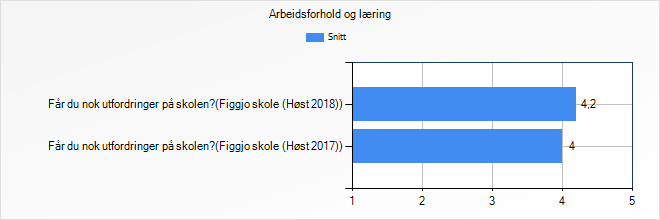 Arbeidsforhold og læring
Snitt
Får du nok utfordringer på skolen?(Figgjo skole (Høst 2018)) 4,2
Får du nok utfordringer på skolen?(Figgjo skole (Høst 2017)) 4
1 2 3 4 5